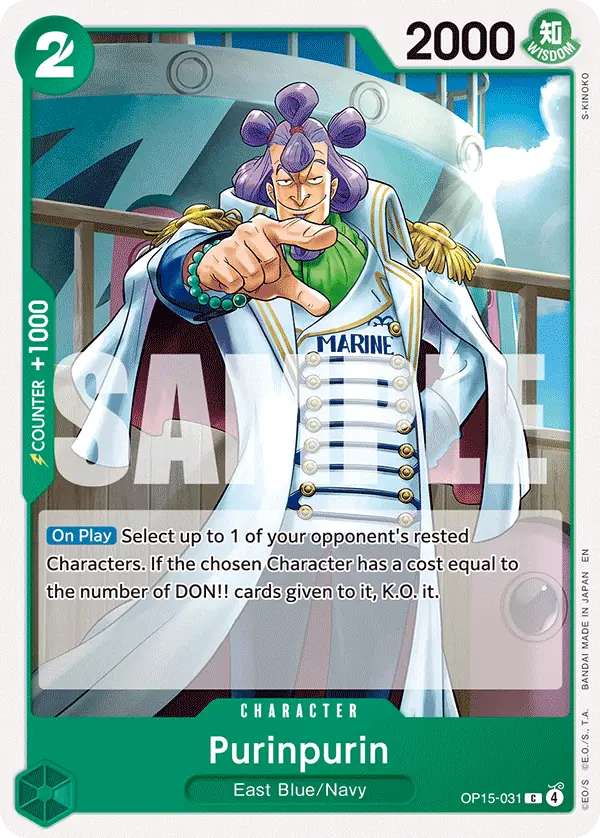 2
2000
知
WISDOM
S-KINOKO
COUNTER +1000
MARINE
SAMPLE
On Play Select up to 1 of your opponent's rested
Characters. If the chosen Character has a cost equal to
the number of DON!! cards given to it, K.O. it.
BANDAI MADE IN JAPAN EN
©E.O/S ©E.O./S., T.A.
CHARACTER
Purinpurin
East Blue/Navy
OP15-031 C 4